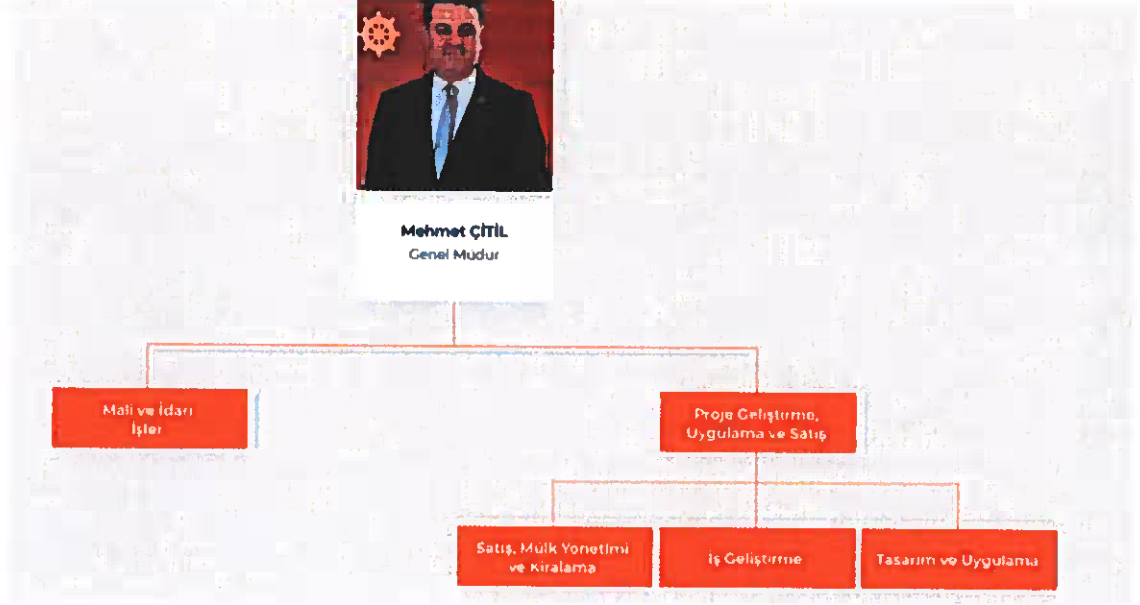 Mehmet ÇİTİL
Genel Müdür
Mali ve İdari
İşler
Proje Geliştirme,
Uygulama ve Satış
Satış, Mülk Yönetimi
ve Kiralama
İş Geliştirme
Tasarım ve Uygulama